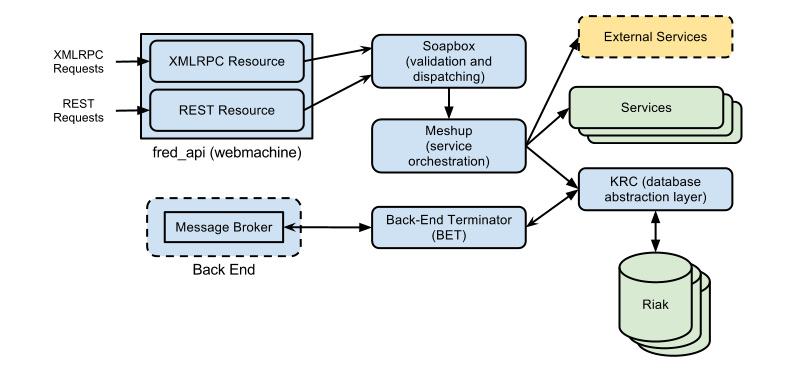 XMLRPC
Requests
XMLRPC Resource
REST
Requests
REST Resource
fred_api (webmachine)
Soapbox
(validation and
dispatching)
Meshup
(service
orchestration)
External Services
Services
KRC (database
abstraction layer)
Message Broker
Back End
Back-End Terminator
(BET)
Riak